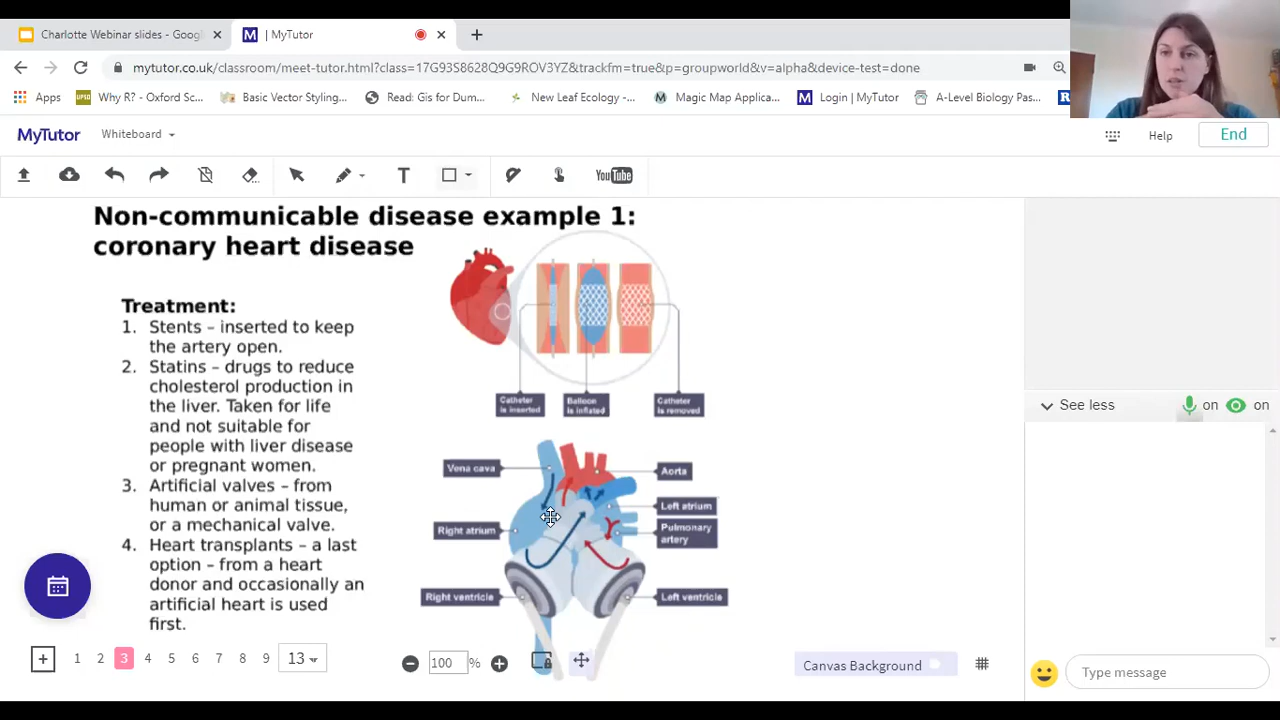 Charlotte Webinar slides - Goog
| MyTutor
mytutor.co.uk/classroom/meet-tutor.html?class=17G93S8628Q9G9ROV3YZ&trackfm=true&p=groupworld&v=alpha&device-test=done
Apps
Why R? - Oxford Sc...
Basic Vector Styling...
Read: Gis for Dum...
New Leaf Ecology -...
Magic Map Applica...
Login | MyTutor
A-Level Biology Pas...
MyTutor
Whiteboard
Help
End
T
YouTube
Non-communicable disease example 1:
coronary heart disease
Treatment:
1. Stents – inserted to keep
the artery open.
2. Statins – drugs to reduce
cholesterol production in
the liver. Taken for life
and not suitable for
people with liver disease
or pregnant women.
3. Artificial valves – from
human or animal tissue,
or a mechanical valve.
4. Heart transplants – a last
option – from a heart
donor and occasionally an
artificial heart is used
first.
Catheter
is inserted
Balloon
is inflated
Catheter
is removed
Vena cava
Aorta
Left atrium
Right atrium
Pulmonary
artery
Right ventricle
Left ventricle
See less
on
on
1 2 3 4 5 6 7 8 9 13
100 %
Canvas Background
Type message